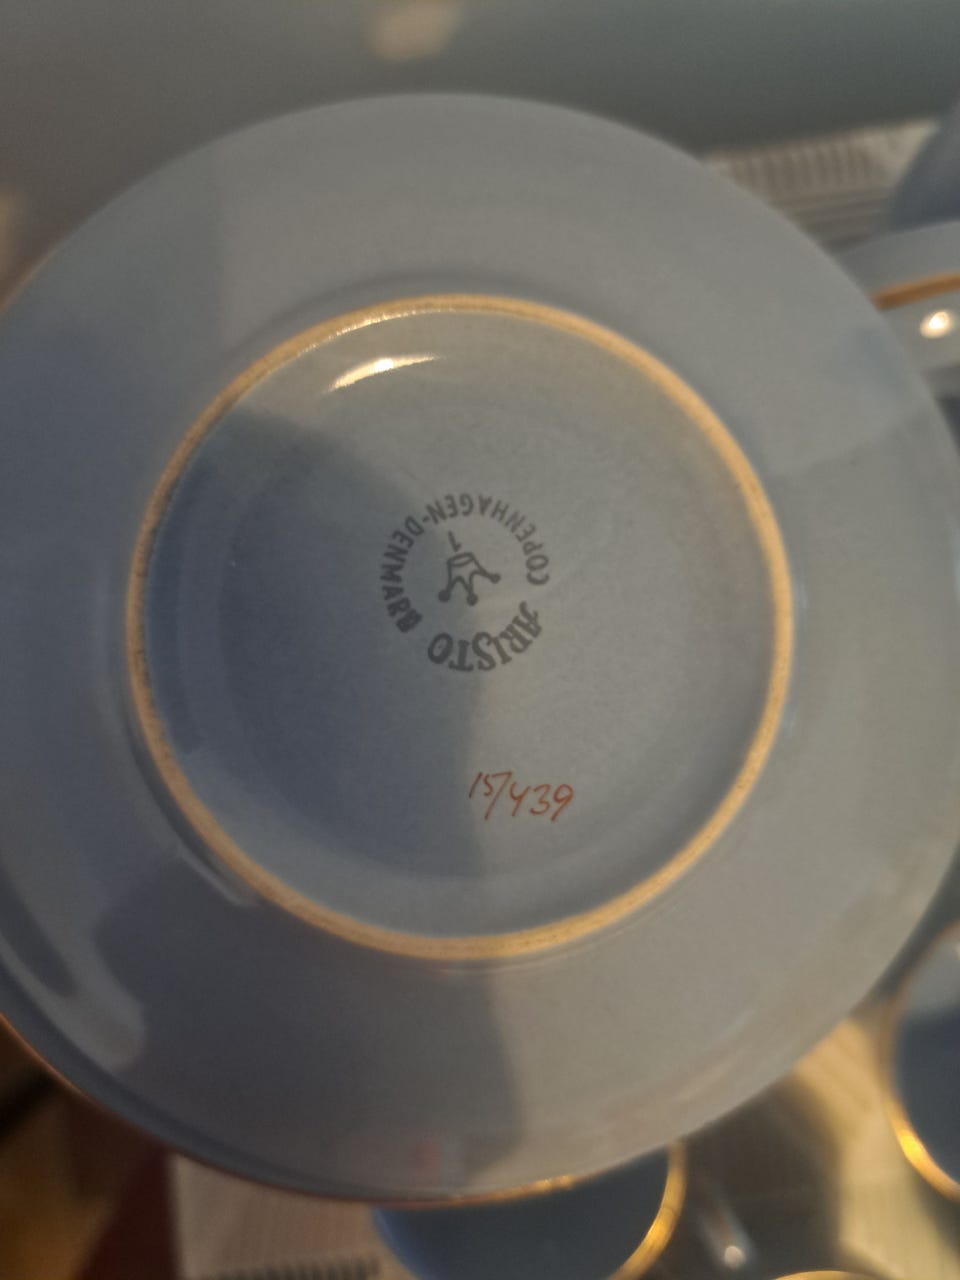 ARISTO
COPENHAGEN-DENMARK
1
15/439